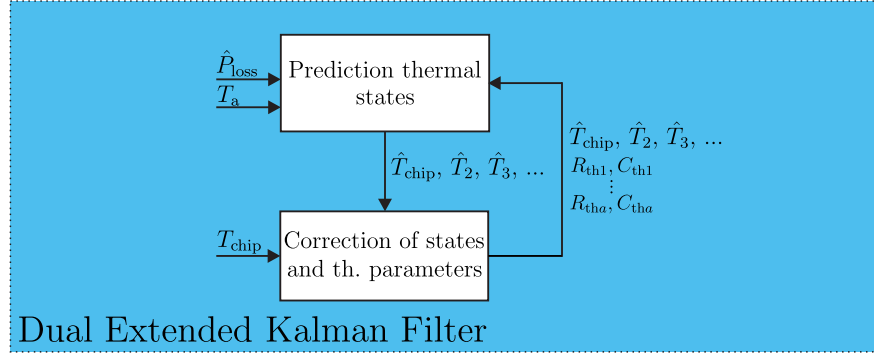 P̂loss
Ta
Prediction thermal
states
T̂chip, T̂2, T̂3, ...
T̂chip, T̂2, T̂3, ...
Rth1, Cth1
⋮
Rtha, Ctha
Tchip
Correction of states
and th. parameters
Dual Extended Kalman Filter